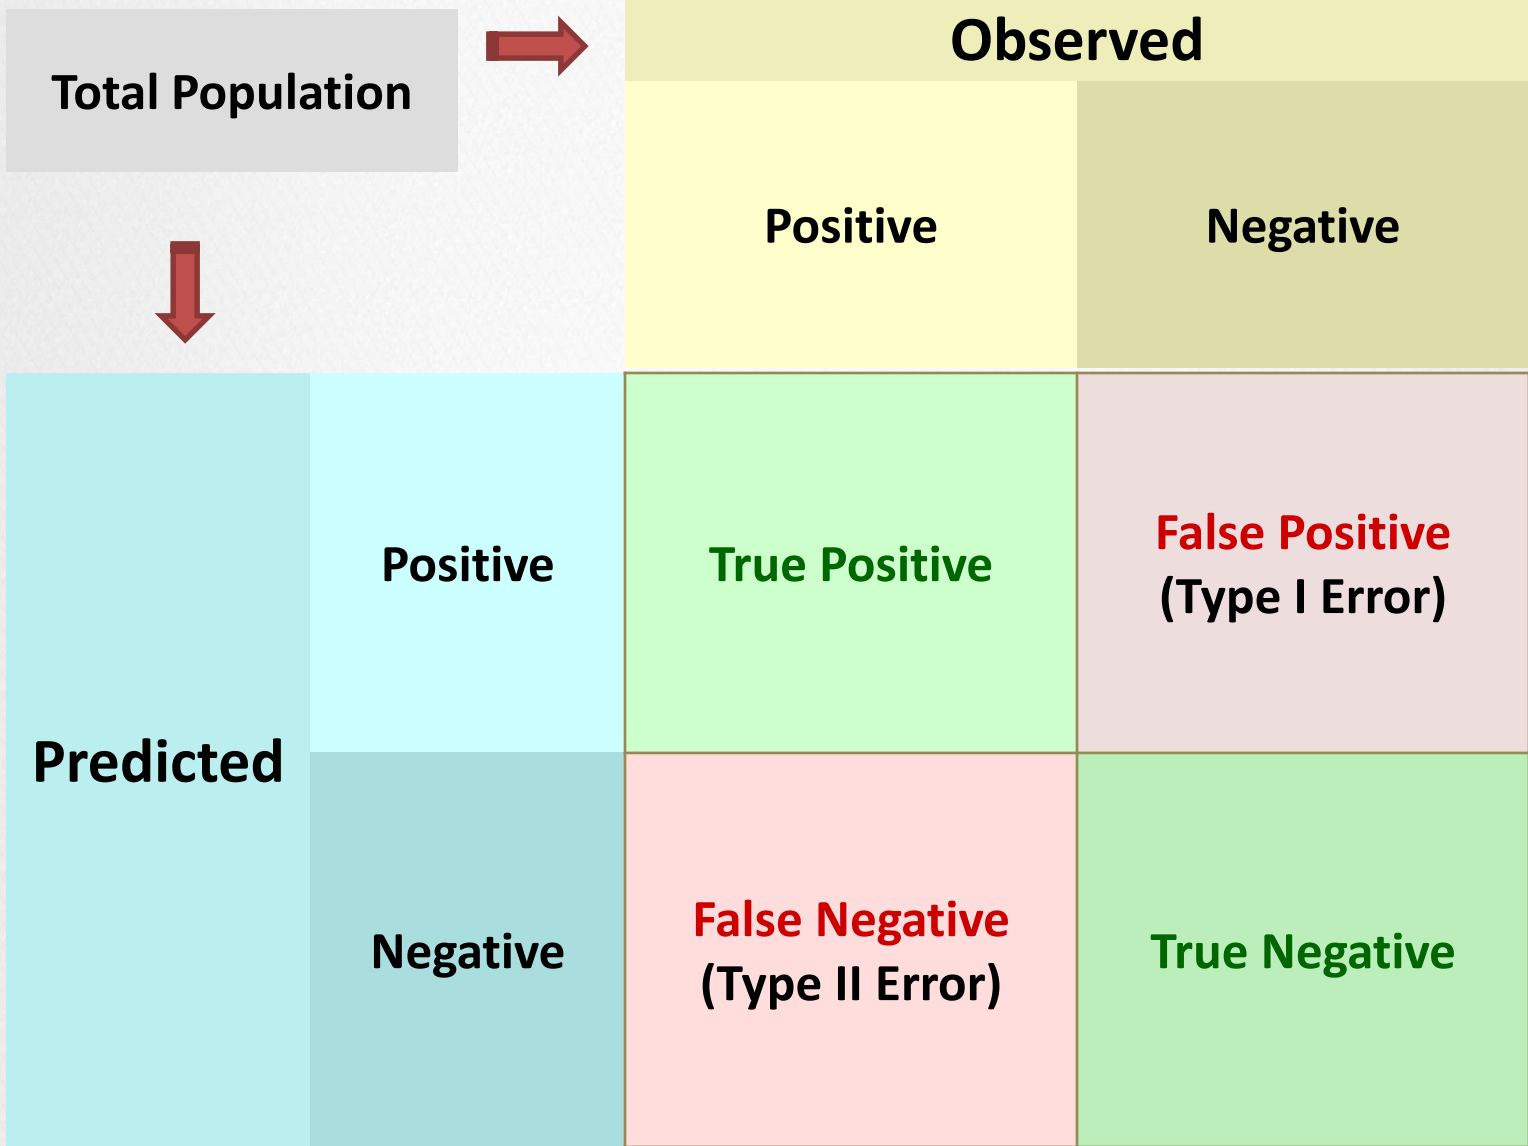 Total Population
Observed
Positive
Negative
Predicted
Positive
True Positive
False Positive
(Type I Error)
Negative
False Negative
(Type II Error)
True Negative